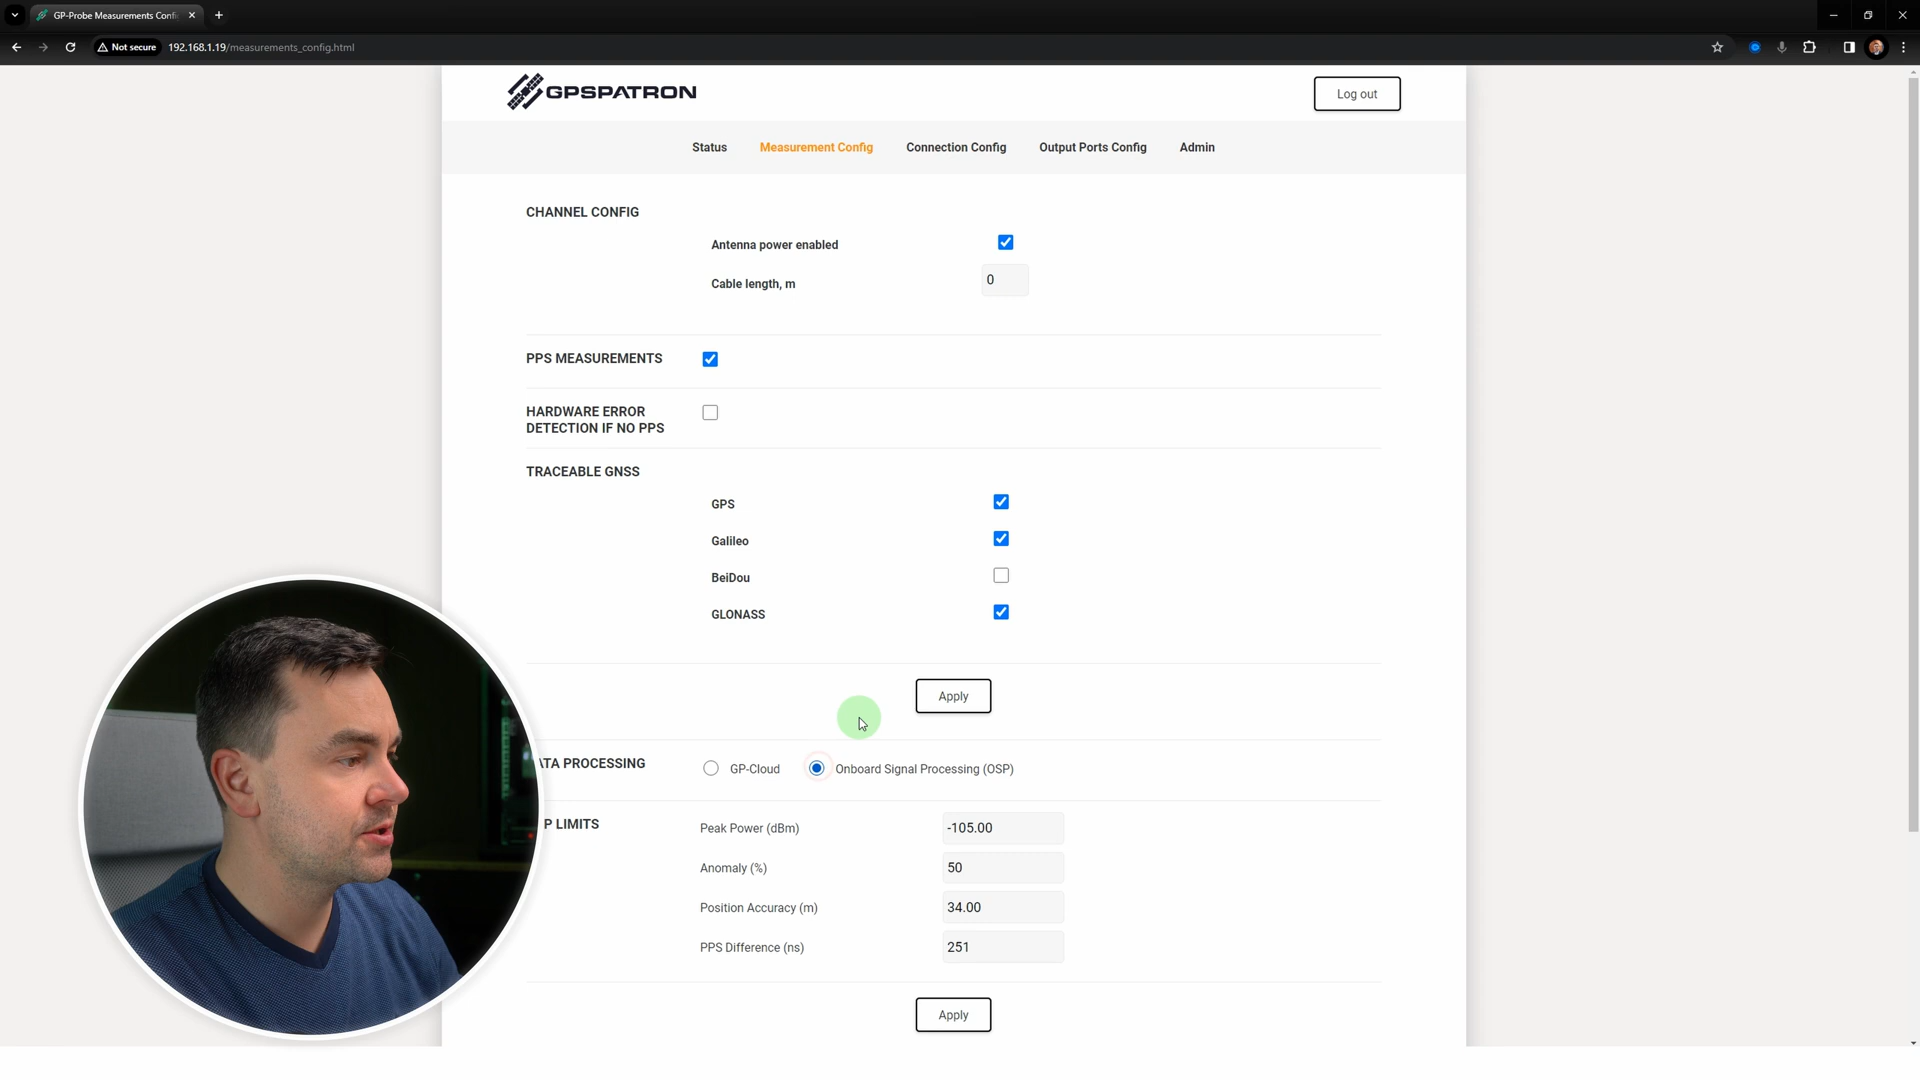 GP-Probe Measurements Confi
Not secure 192.168.1.19/measurements_config.html
GPSPATRON
Log out
Status Measurement Config Connection Config Output Ports Config Admin
CHANNEL CONFIG
Antenna power enabled
Cable length, m 0
PPS MEASUREMENTS
HARDWARE ERROR
DETECTION IF NO PPS
TRACEABLE GNSS
GPS
Galileo
BeiDou
GLONASS
Apply
ATA PROCESSING GP-Cloud Onboard Signal Processing (OSP)
P LIMITS Peak Power (dBm) -105.00
Anomaly (%) 50
Position Accuracy (m) 34.00
PPS Difference (ns) 251
Apply